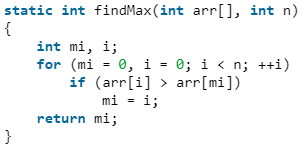 static int findMax(int arr[], int n)
{
    int mi, i;
    for (mi = 0, i = 0; i < n; ++i)
        if (arr[i] > arr[mi])
            mi = i;
    return mi;
}